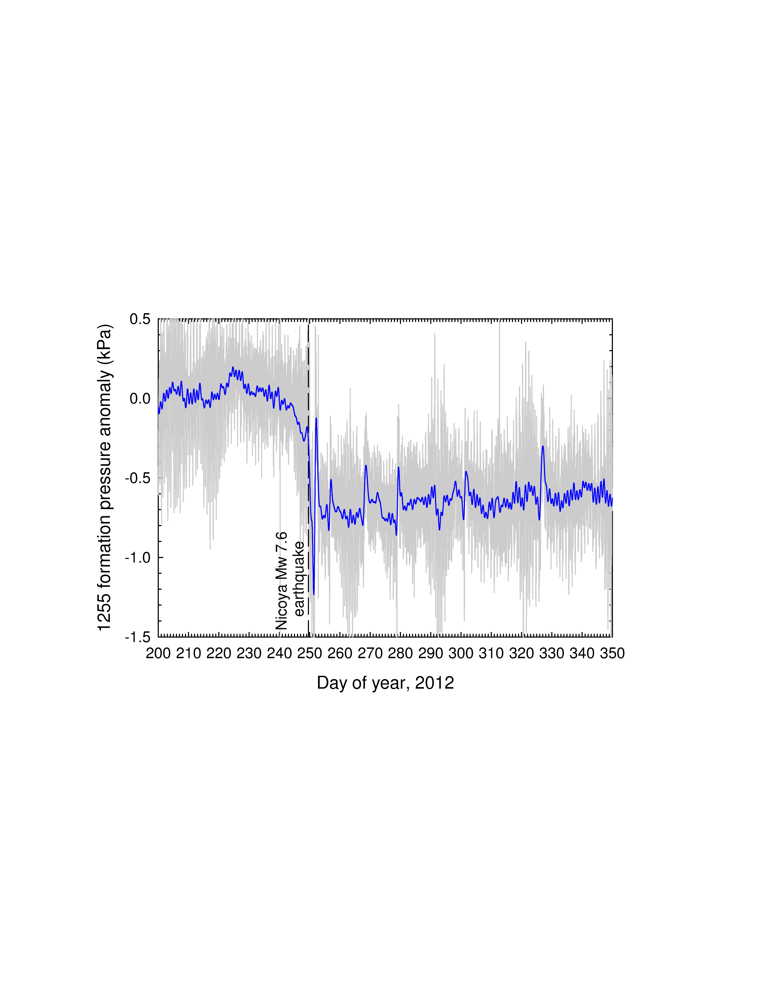 1255 formation pressure anomaly (kPa)
0.5
0.0
-0.5
-1.0
-1.5
Nicoya Mw 7.6
earthquake
200 210 220 230 240 250 260 270 280 290 300 310 320 330 340 350
Day of year, 2012